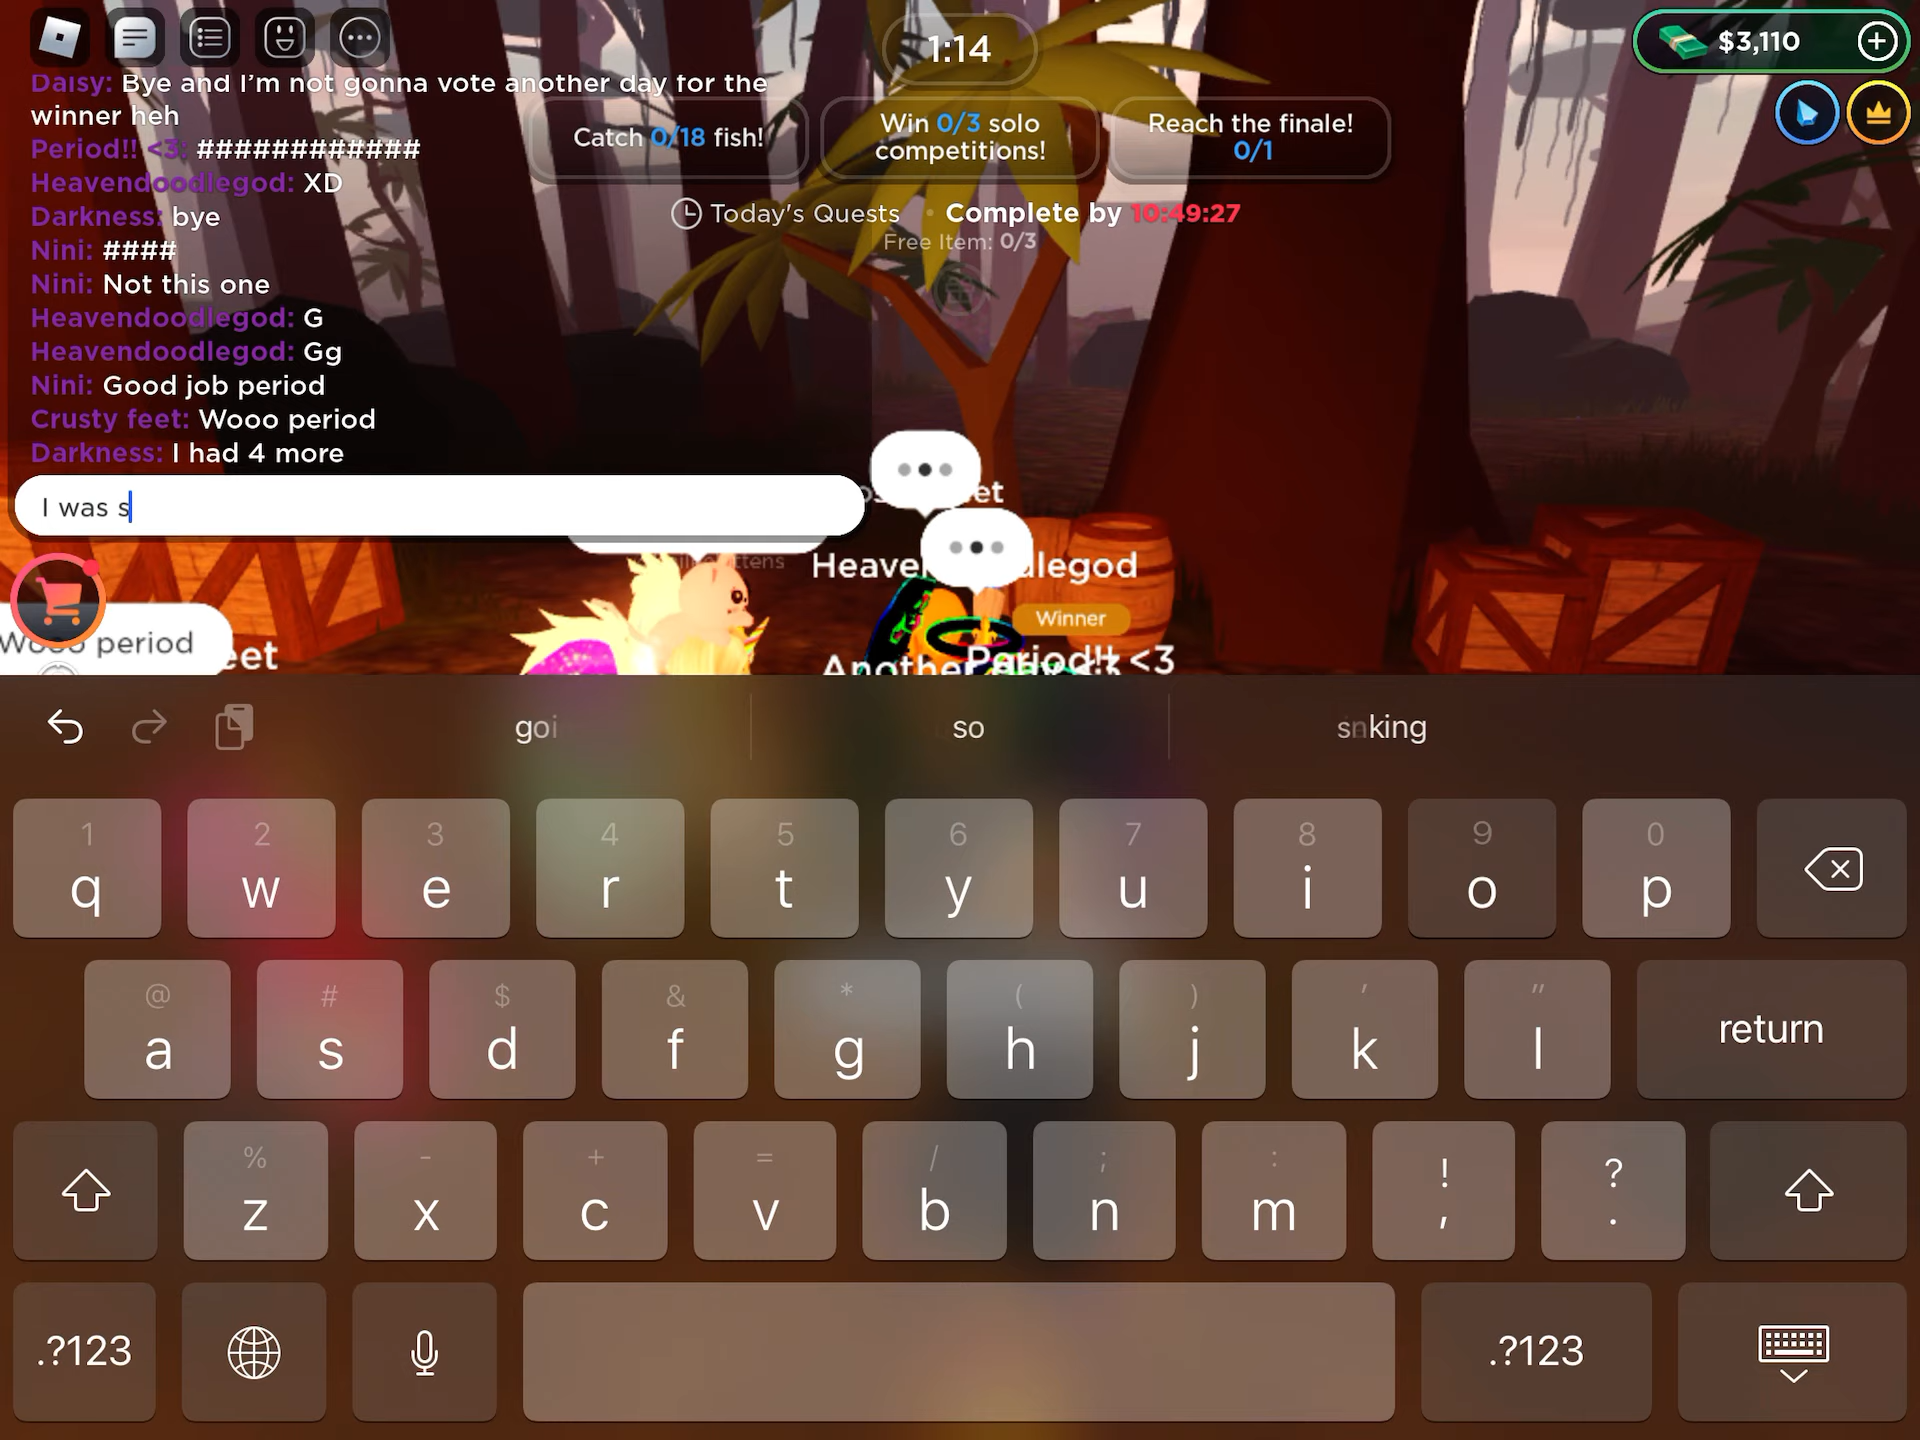 1:14
$3,110
Catch 0/18 fish!
Win 0/3 solo
competitions!
Reach the finale!
0/1
Today's Quests • Complete by 10:49:27
Free Item: 0/3
Daisy: Bye and I'm not gonna vote another day for the
winner heh
Period!! <3: ############
Heavendoodlegod: XD
Darkness: bye
Nini: ####
Nini: Not this one
Heavendoodlegod: G
Heavendoodlegod: Gg
Nini: Good job period
Crusty feet: Wooo period
Darkness: I had 4 more
I was s
Winner
Wooo period
Period!! <3
goi
so
king
1 2 3 4 5 6 7 8 9 0
q w e r t y u i o p
@ # $ & * ( ) ' "
a s d f g h j k l return
% - + = / ; : ! ?
z x c v b n m , .
.?123 .?123